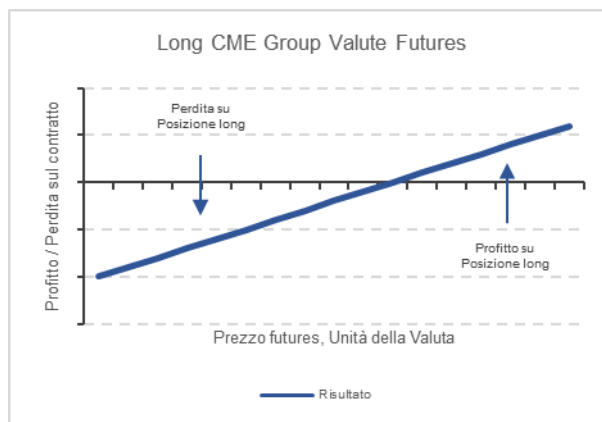 Long CME Group Valute Futures
Perdita su
Posizione long
Profitto su
Posizione long
Profitto / Perdita sul contratto
Prezzo futures, Unità della Valuta
Risultato